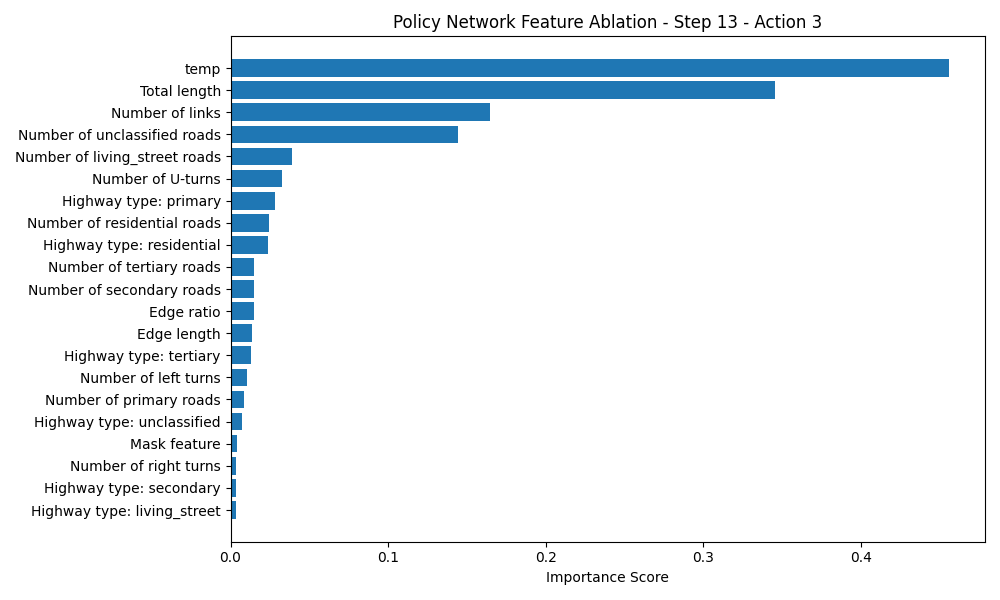 Policy Network Feature Ablation - Step 13 - Action 3
temp
Total length
Number of links
Number of unclassified roads
Number of living_street roads
Number of U-turns
Highway type: primary
Number of residential roads
Highway type: residential
Number of tertiary roads
Number of secondary roads
Edge ratio
Edge length
Highway type: tertiary
Number of left turns
Number of primary roads
Highway type: unclassified
Mask feature
Number of right turns
Highway type: secondary
Highway type: living_street
0.0 0.1 0.2 0.3 0.4
Importance Score